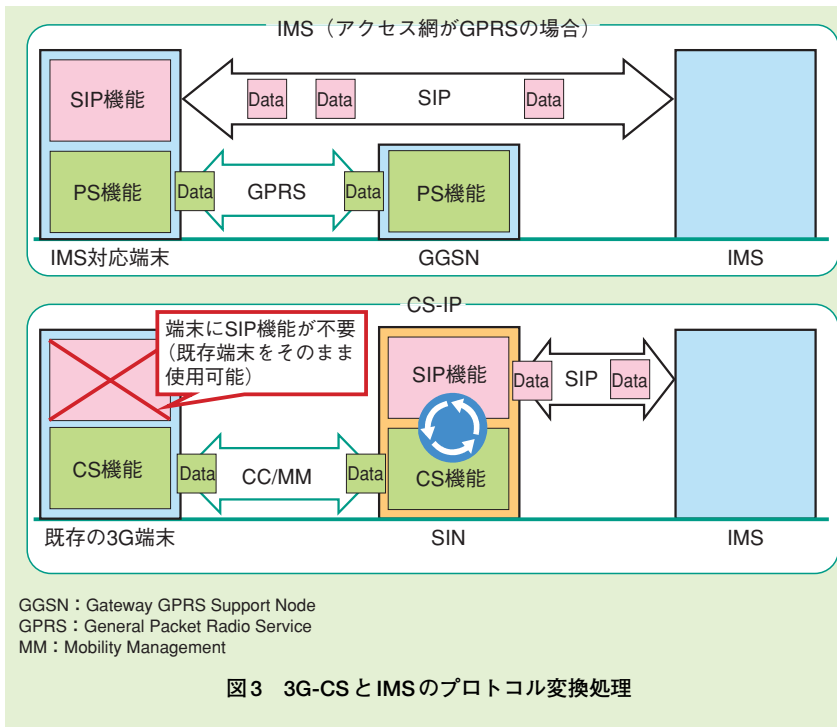 IMS（アクセス網がGPRSの場合）
SIP機能
Data
Data
SIP
Data
PS機能
Data
GPRS
Data
PS機能
IMS対応端末
GGSN
IMS
CS-IP
端末にSIP機能が不要
（既存端末をそのまま
使用可能）
SIP機能
Data
SIP
Data
CS機能
Data
CC/MM
Data
CS機能
既存の3G端末
SIN
IMS
GGSN：Gateway GPRS Support Node
GPRS：General Packet Radio Service
MM：Mobility Management
図3　3G-CSとIMSのプロトコル変換処理